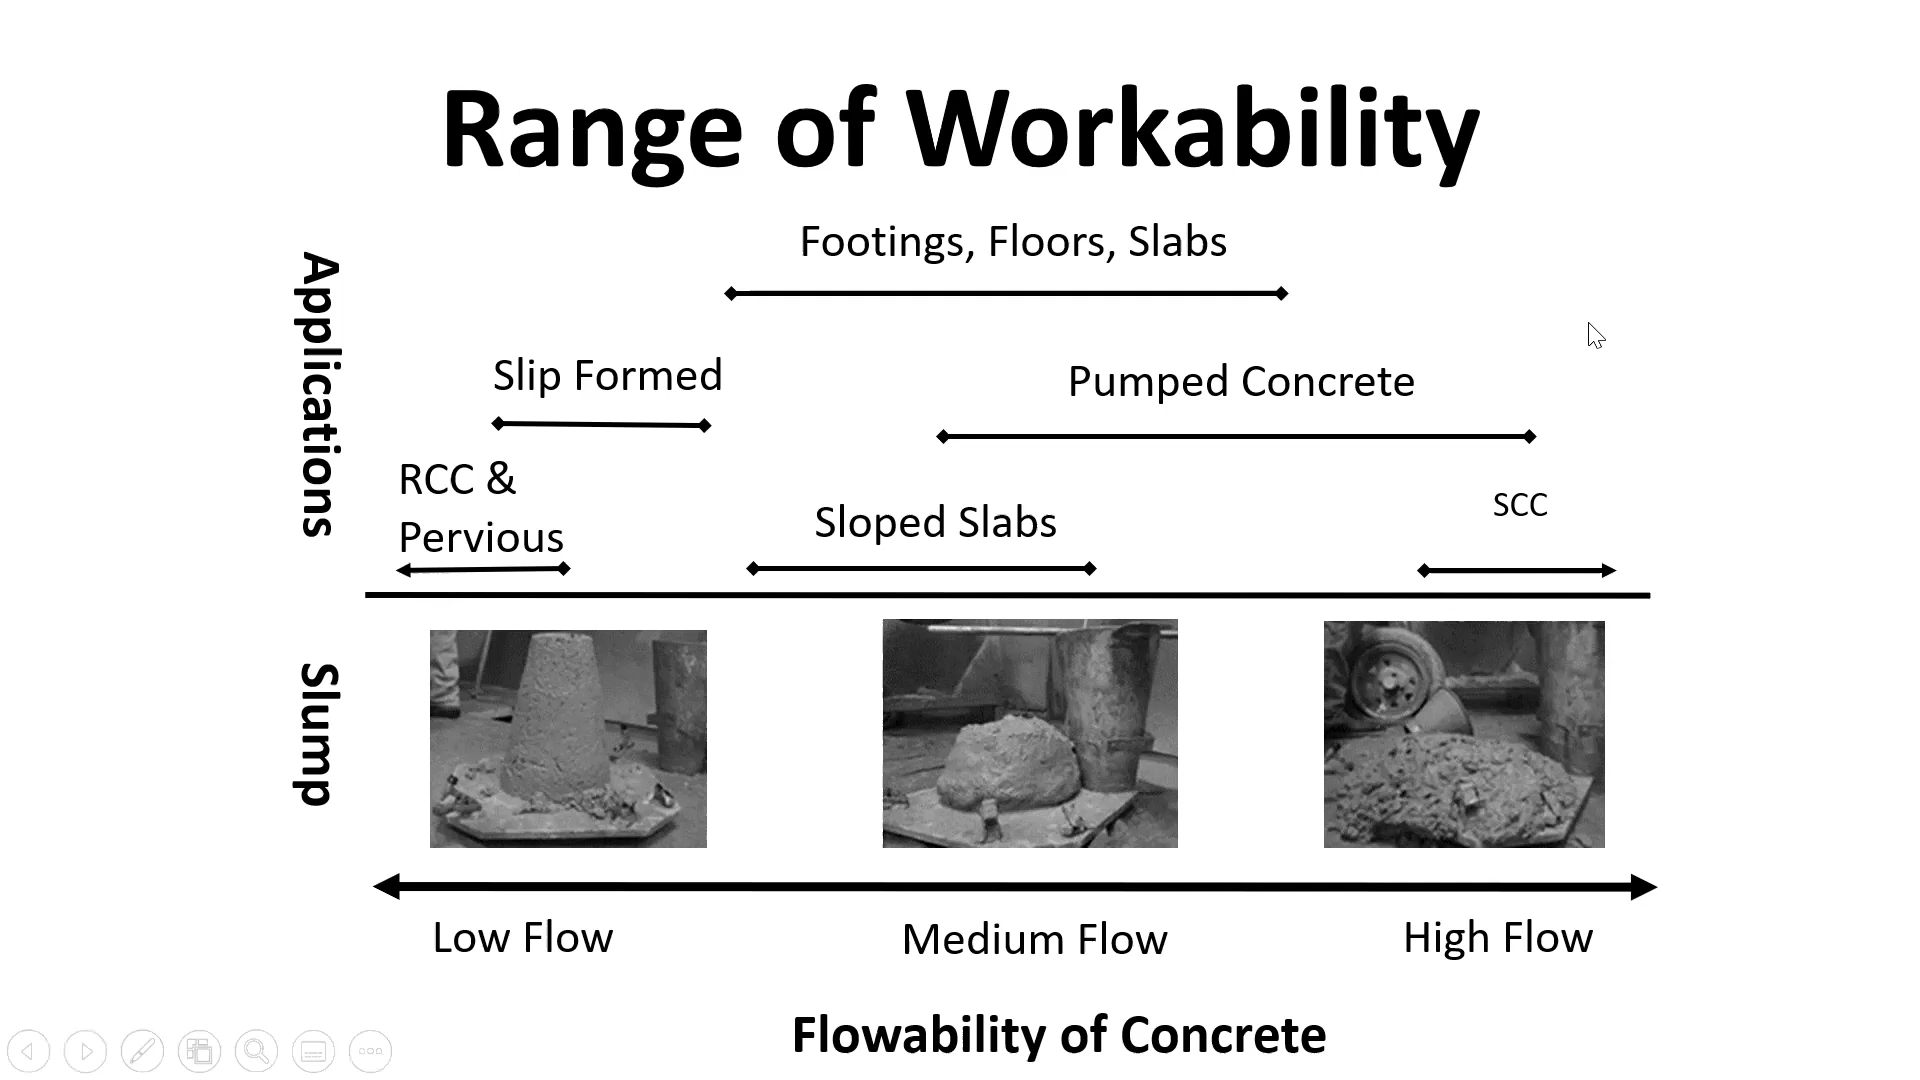 Range of Workability
Applications
Footings, Floors, Slabs
Slip Formed
Pumped Concrete
RCC &
Pervious
Sloped Slabs
SCC
Slump
Low Flow
Medium Flow
High Flow
Flowability of Concrete